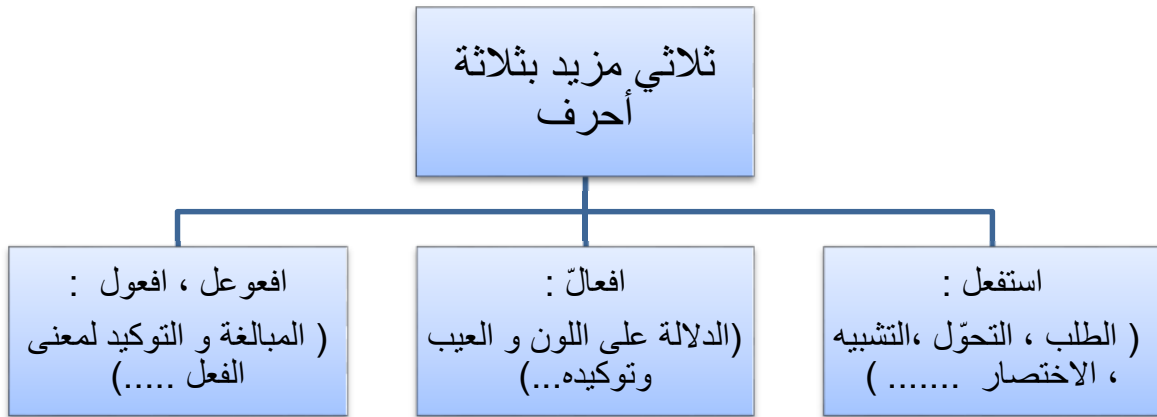 ثلاثي مزيد بثلاثة
أحرف
استفعل :
( الطلب ، التحوّل ،التشبيه
، الاختصار ....... )
افعالّ :
(الدلالة على اللون و العيب
وتوكيده...)
افعوعل ، افعول :
( المبالغة و التوكيد لمعنى
الفعل .....)